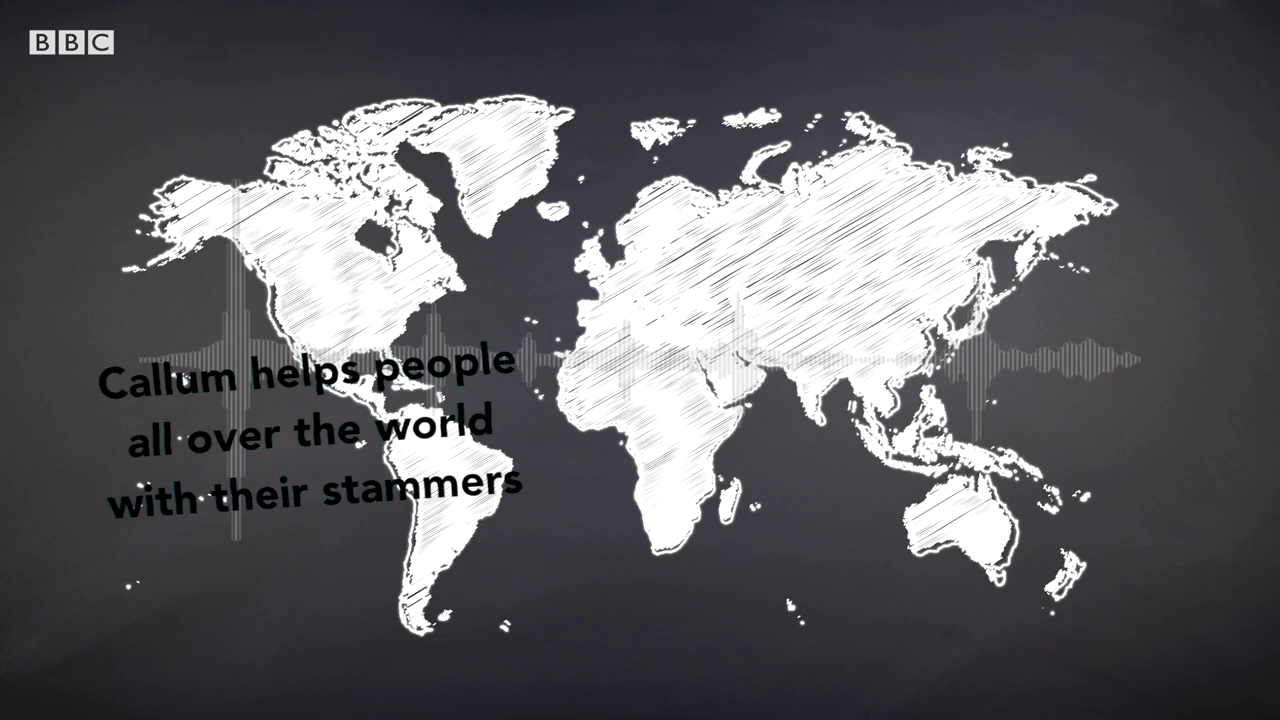 BBC
Callum helps people
all over the world
with their stammers